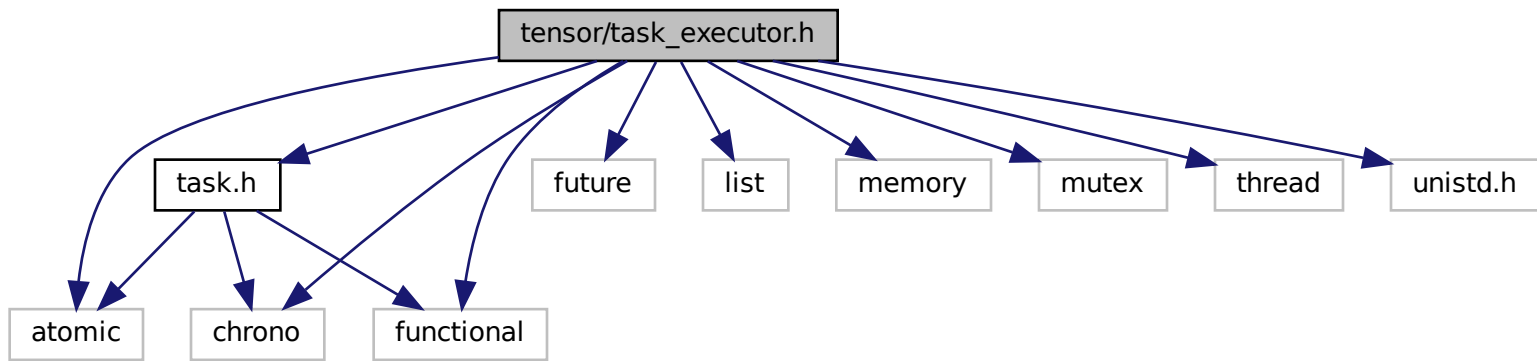 tensor/task_executor.h
task.h
future
list
memory
mutex
thread
unistd.h
atomic
chrono
functional